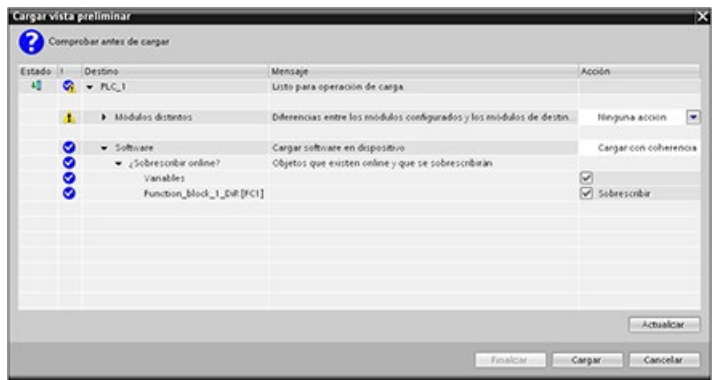 Cargar vista preliminar
Comprobar antes de cargar
Estado ! Destino Mensaje Acción
PLC_1 Listo para operación de carga.
Módulos distintos Diferencias entre los módulos configurados y los módulos de destin... Ninguna acción
Software Cargar software en dispositivo Cargar con coherencia
¿Sobrescribir online? Objetos que existen online y que se sobrescribirán
Variables
Function_block_1_Dill [FC1] Sobrescribir
Actualizar
Finalizar Cargar Cancelar